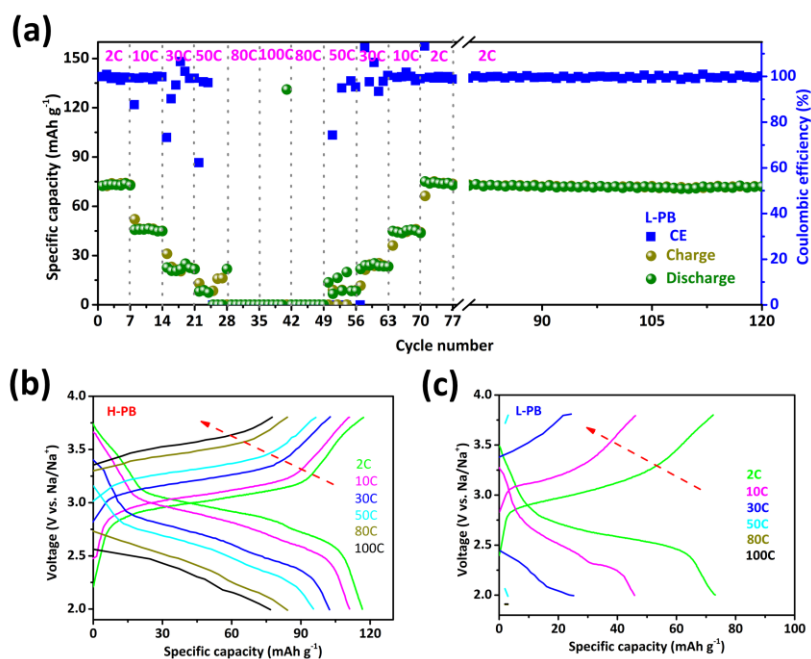 (a)
2C 10C 30C 50C 80C 100C 80C 50C 30C 10C 2C 2C
150
120
90
60
30
0
Specific capacity (mAh g⁻¹)
100
80
60
40
20
0
Coulombic efficiency (%)
L-PB
CE
Charge
Discharge
0 7 14 21 28 35 42 49 56 63 70 77 90 105 120
Cycle number
(b)
H-PB
4.0
3.5
3.0
2.5
2.0
Voltage (V vs. Na/Na⁺)
2C
10C
30C
50C
80C
100C
0 30 60 90 120
Specific capacity (mAh g⁻¹)
(c)
L-PB
4.0
3.5
3.0
2.5
2.0
Voltage (V vs. Na/Na⁺)
2C
10C
30C
50C
80C
100C
0 20 40 60 80 100
Specific capacity (mAh g⁻¹)